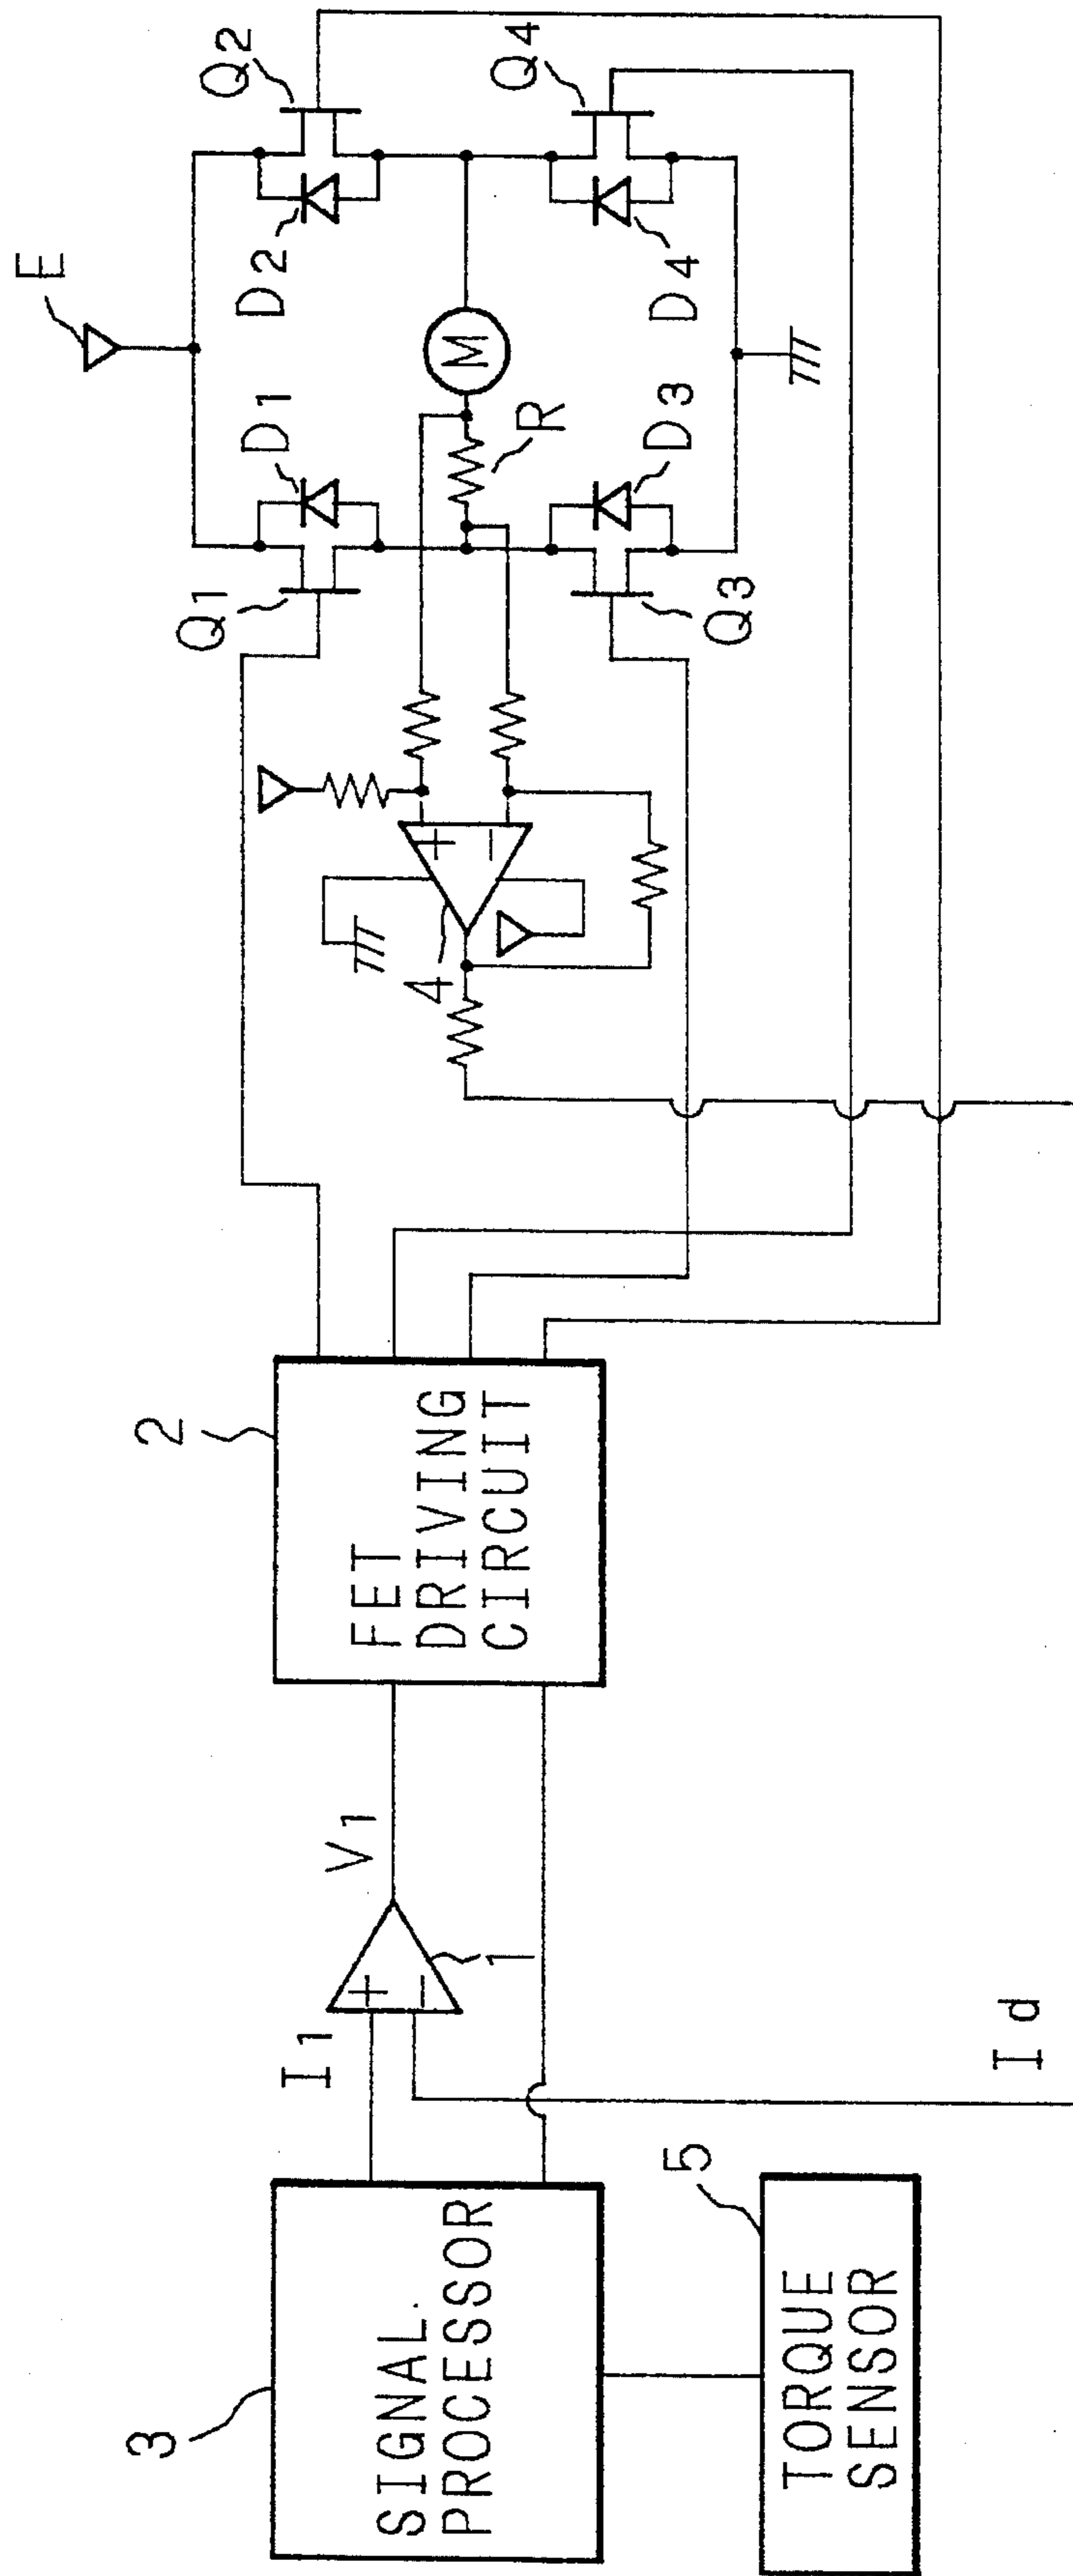 3
SIGNAL
PROCESSOR
5
TORQUE
SENSOR
I1
+
−
1
V1
Id
2
FET
DRIVING
CIRCUIT
4
+
−
Q1
D1
E
D2
Q2
M
R
Q3
D3
D4
Q4